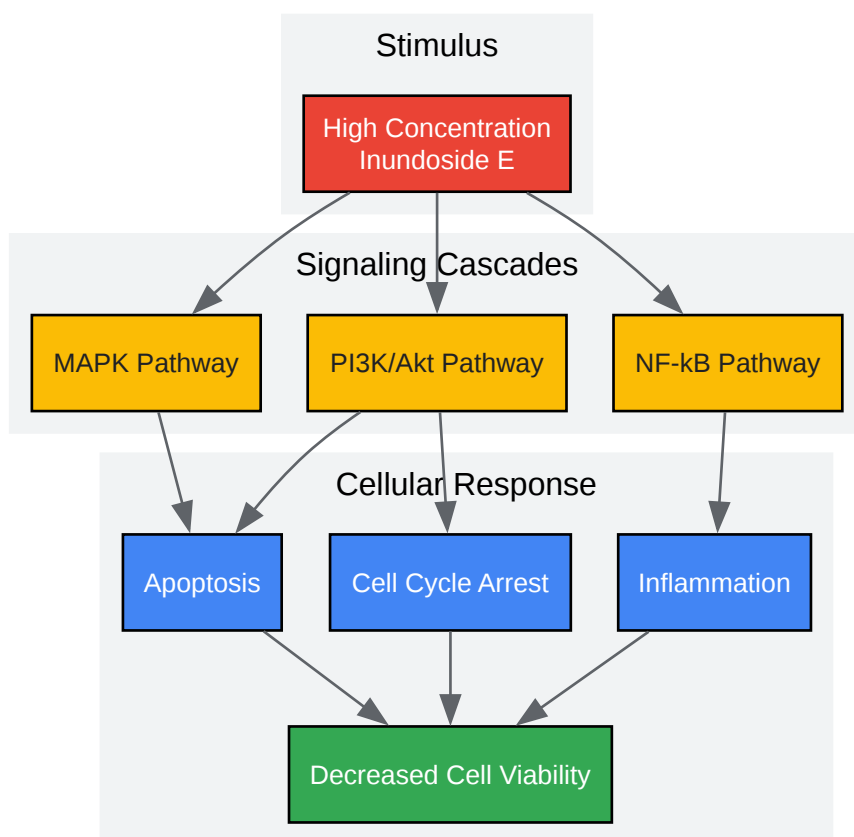 Stimulus
High Concentration
Inundoside E
Signaling Cascades
MAPK Pathway
PI3K/Akt Pathway
NF-kB Pathway
Cellular Response
Apoptosis
Cell Cycle Arrest
Inflammation
Decreased Cell Viability